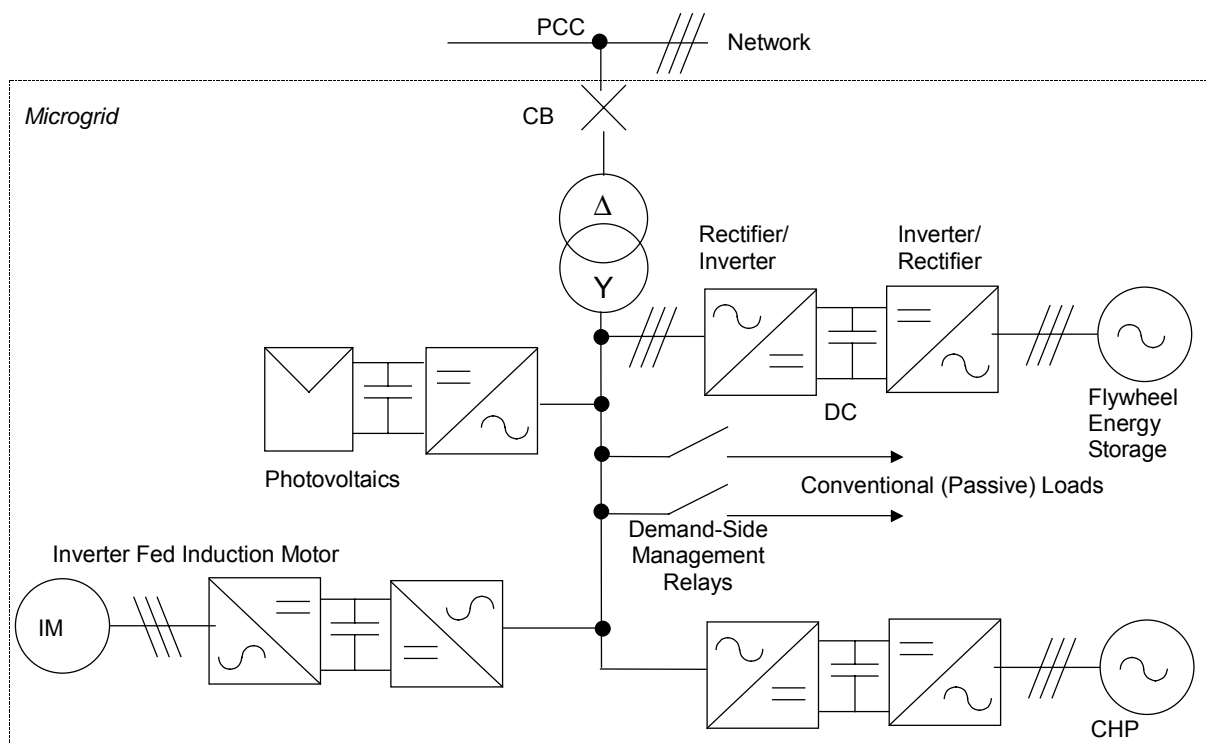 PCC
Network
Microgrid
CB
Δ
Y
Rectifier/
Inverter
Inverter/
Rectifier
DC
Flywheel
Energy
Storage
Photovoltaics
Conventional (Passive) Loads
Demand-Side
Management
Relays
Inverter Fed Induction Motor
IM
CHP